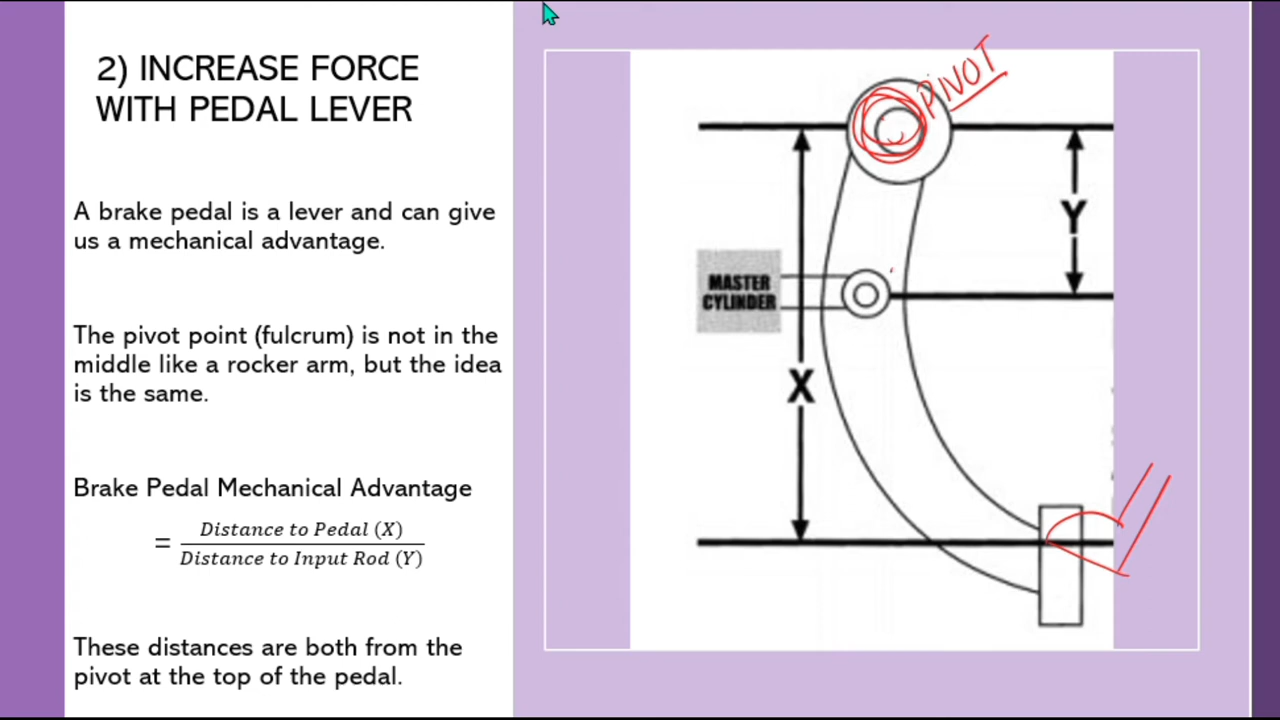 2) INCREASE FORCE
WITH PEDAL LEVER
A brake pedal is a lever and can give
us a mechanical advantage.
The pivot point (fulcrum) is not in the
middle like a rocker arm, but the idea
is the same.
Brake Pedal Mechanical Advantage
= Distance to Pedal (X)
Distance to Input Rod (Y)
These distances are both from the
pivot at the top of the pedal.
PIVOT
Y
MASTER
CYLINDER
X